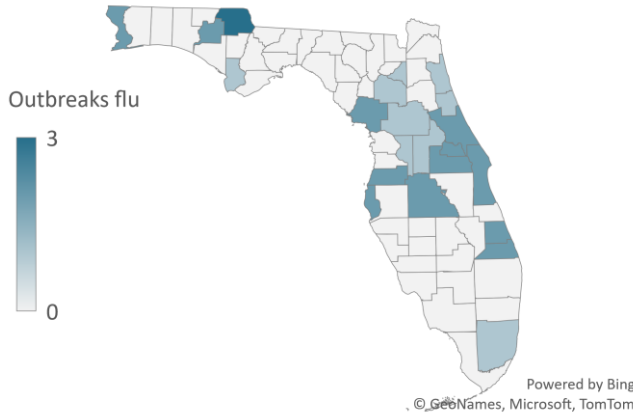 Outbreaks flu
3
0
Powered by Bing
© GeoNames, Microsoft, TomTom